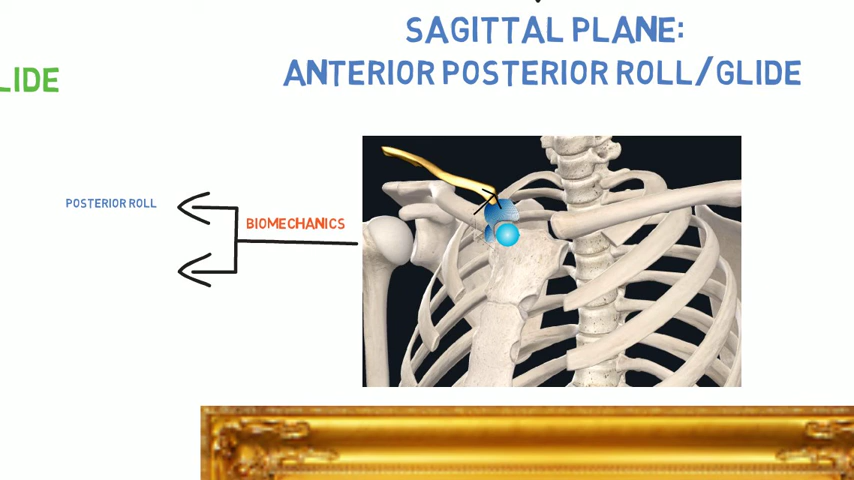 SAGITTAL PLANE:
ANTERIOR POSTERIOR ROLL/GLIDE
LIDE
POSTERIOR ROLL
BIOMECHANICS